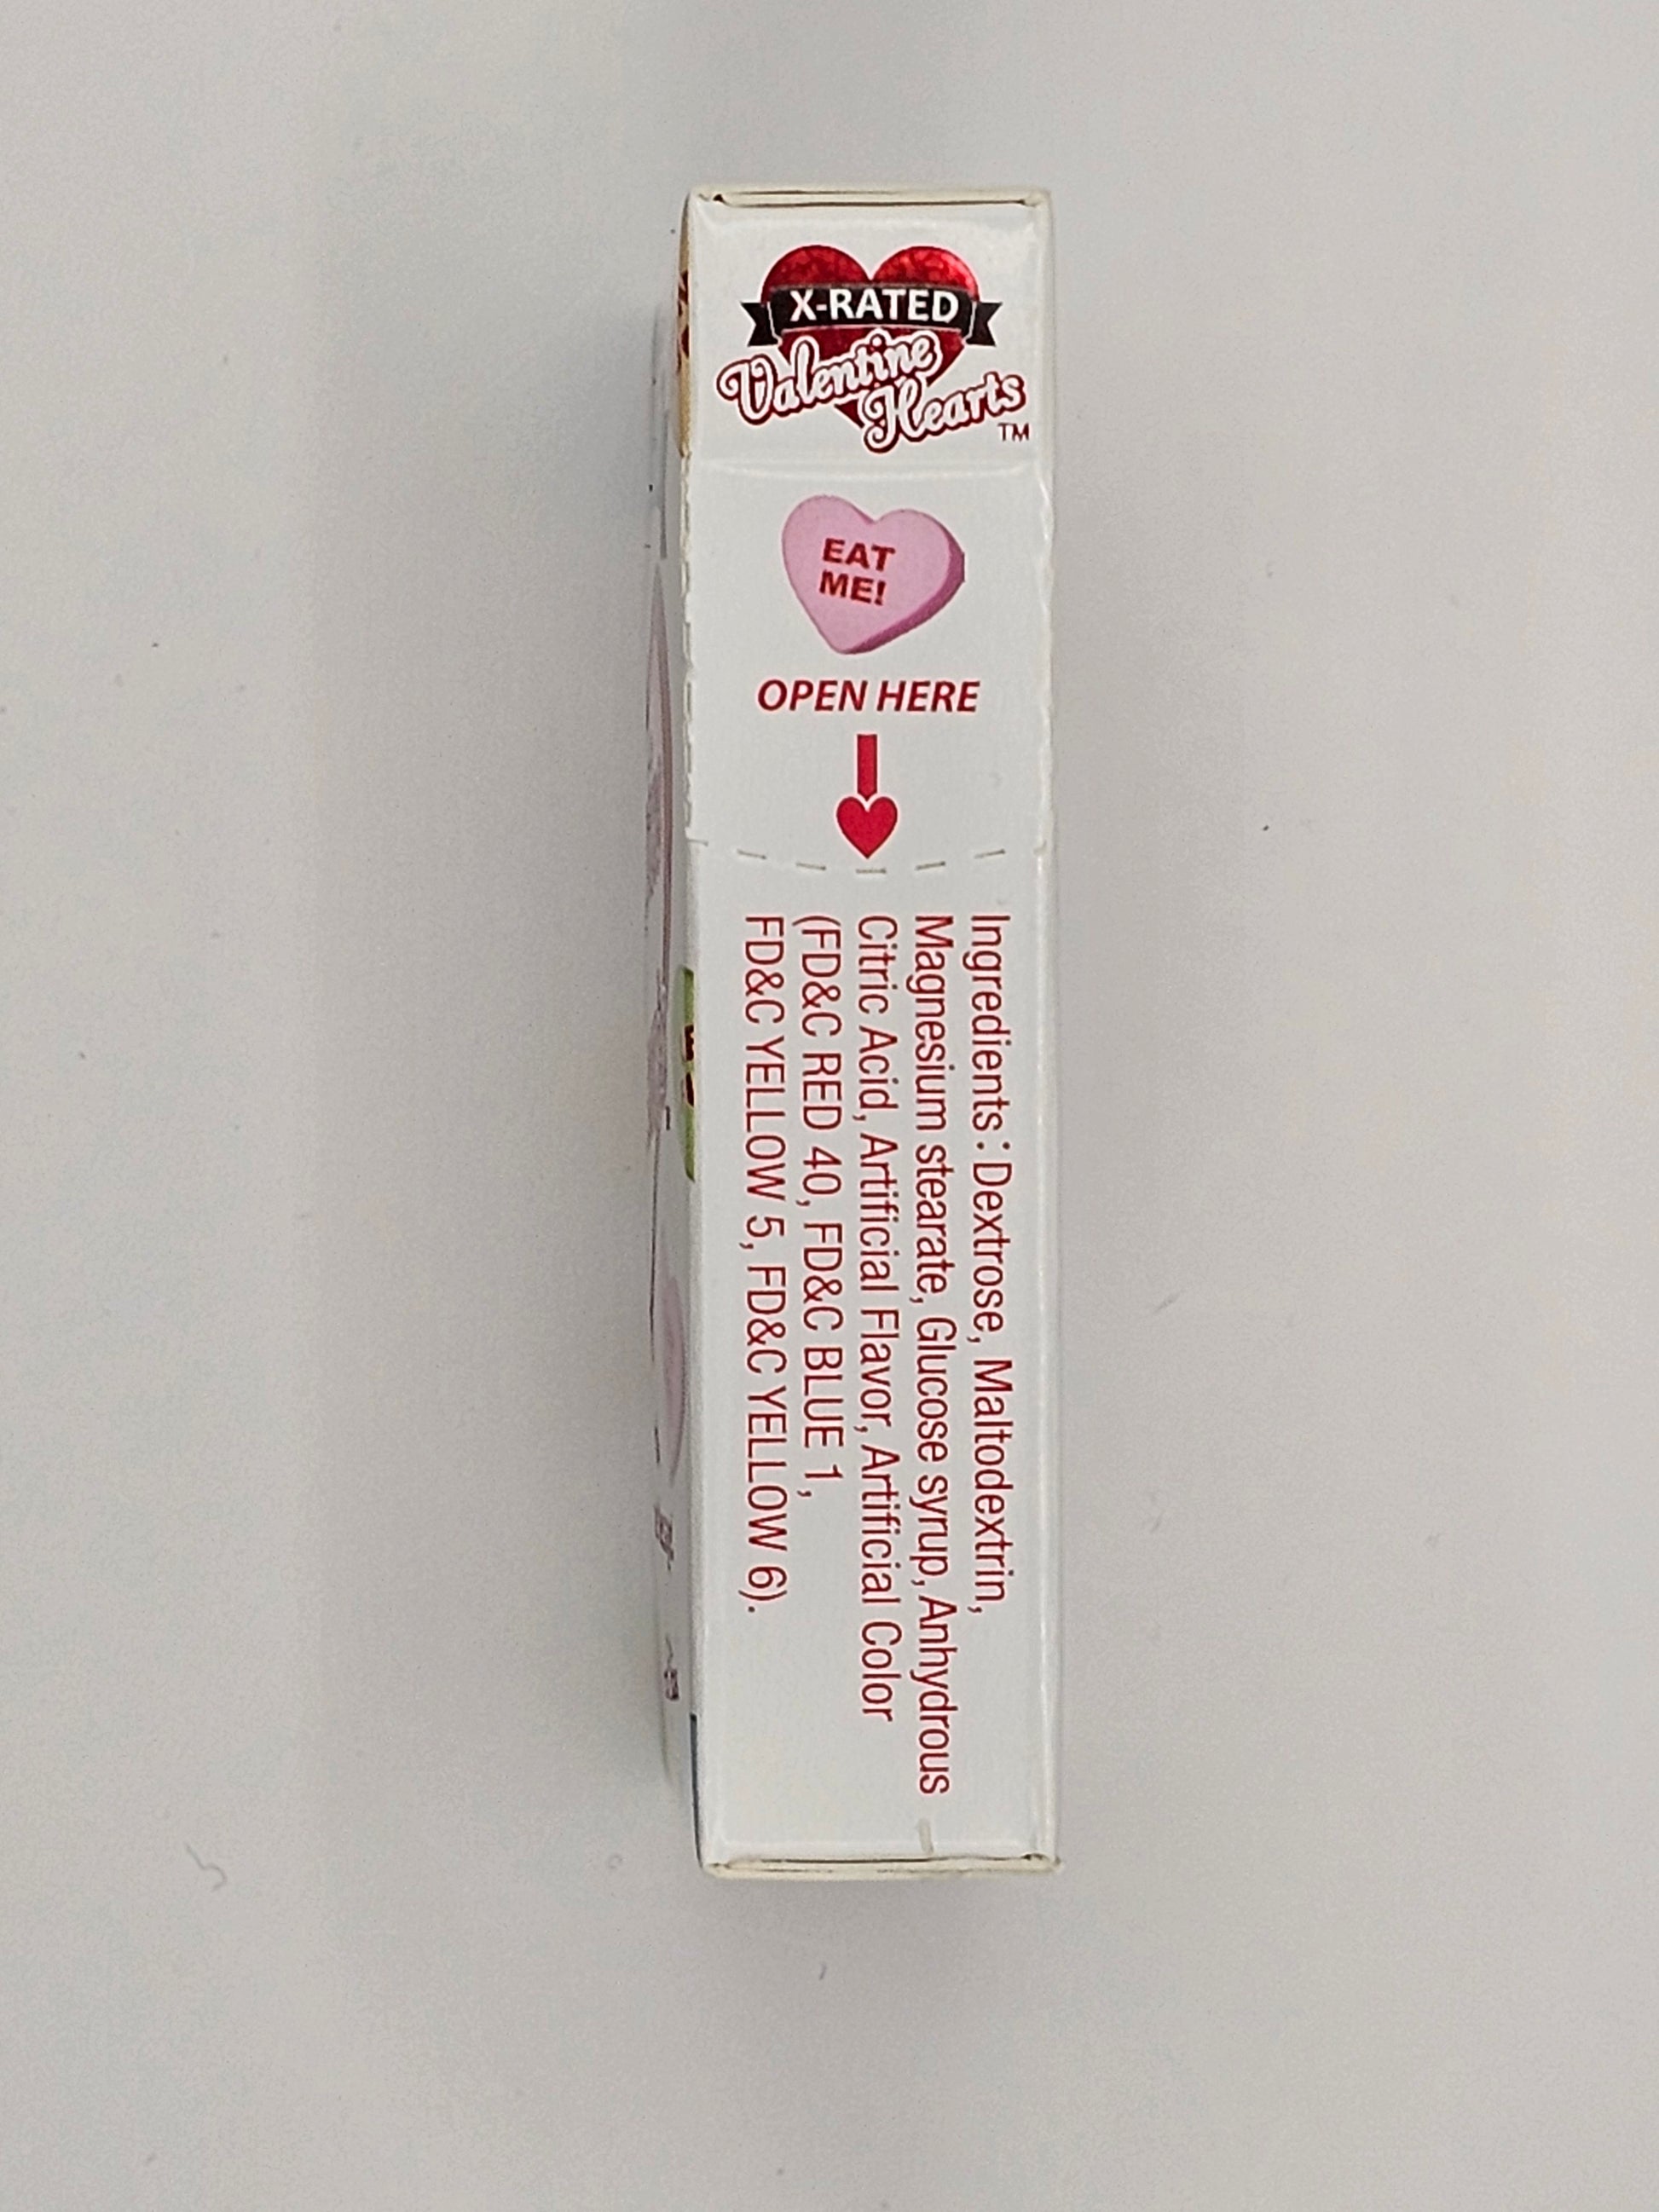 X-RATED
Valentine
Hearts
TM
EAT
ME!
OPEN HERE
Ingredients : Dextrose, Maltodextrin,
Magnesium stearate, Glucose syrup, Anhydrous
Citric Acid, Artificial Flavor, Artificial Color
(FD&C RED 40, FD&C BLUE 1,
FD&C YELLOW 5, FD&C YELLOW 6).